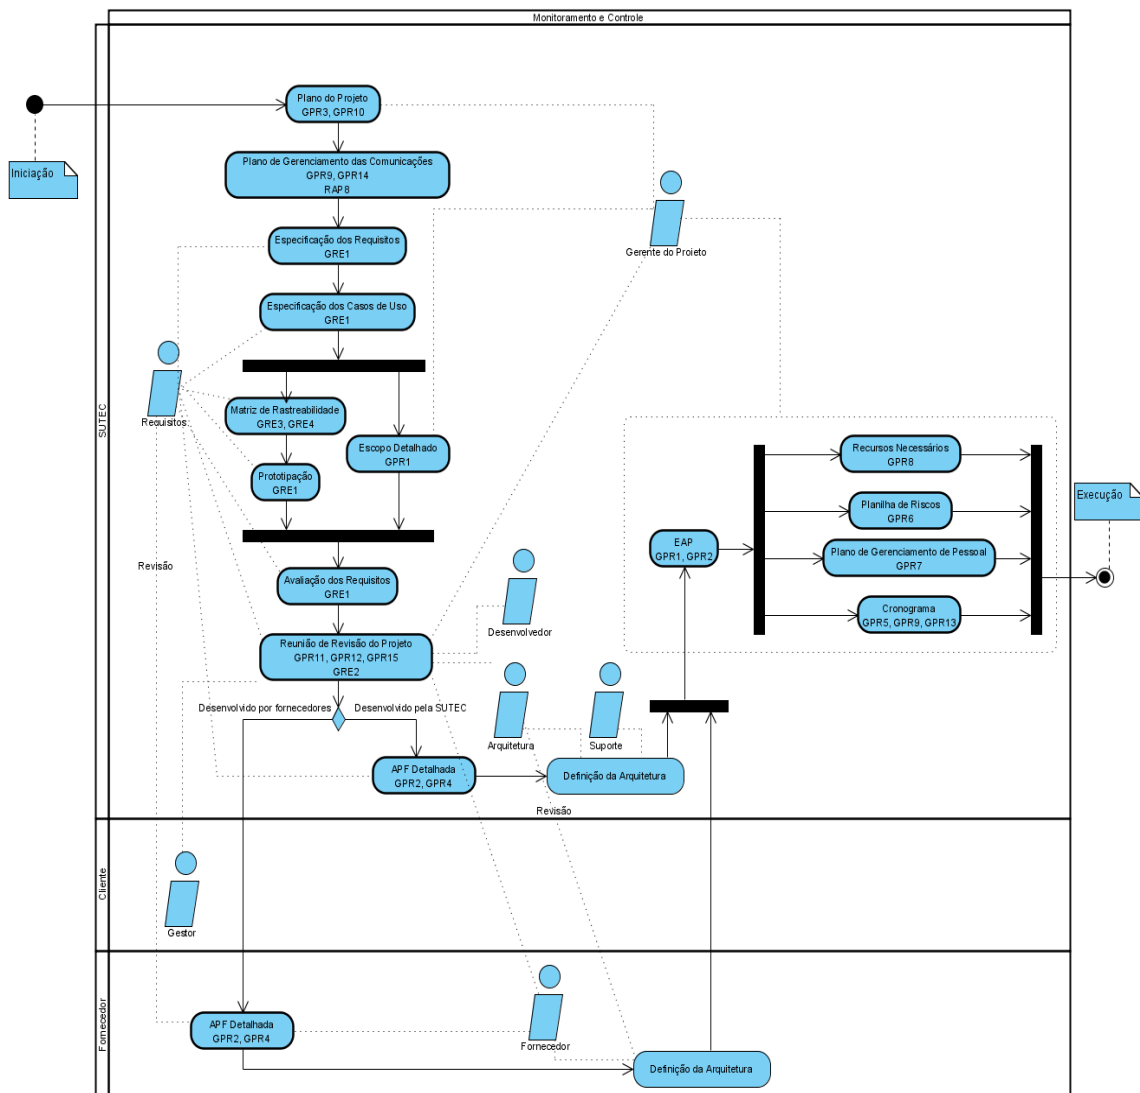 Monitoramento e Controle
Plano do Projeto
GPR3, GPR10
Iniciação
Plano de Gerenciamento das Comunicações
GPR9, GPR14
RAP8
Gerente do Projeto
Especificação dos Requisitos
GRE1
Especificação dos Casos de Uso
GRE1
SUTEC
Requisitos
Matriz de Rastreabilidade
GRE3, GRE4
Escopo Detalhado
GPR1
Prototipação
GRE1
Recursos Necessários
GPR8
Planilha de Riscos
GPR6
Execução
EAP
GPR1, GPR2
Plano de Gerenciamento de Pessoal
GPR7
Cronograma
GPR5, GPR9, GPR13
Revisão
Avaliação dos Requisitos
GRE1
Desenvolvedor
Reunião de Revisão do Projeto
GPR11, GPR12, GPR15
GRE2
Desenvolvido por fornecedores
Desenvolvido pela SUTEC
Arquitetura
Suporte
APF Detalhada
GPR2, GPR4
Definição da Arquitetura
Revisão
Cliente
Gestor
Fornecedor
APF Detalhada
GPR2, GPR4
Fornecedor
Definição da Arquitetura